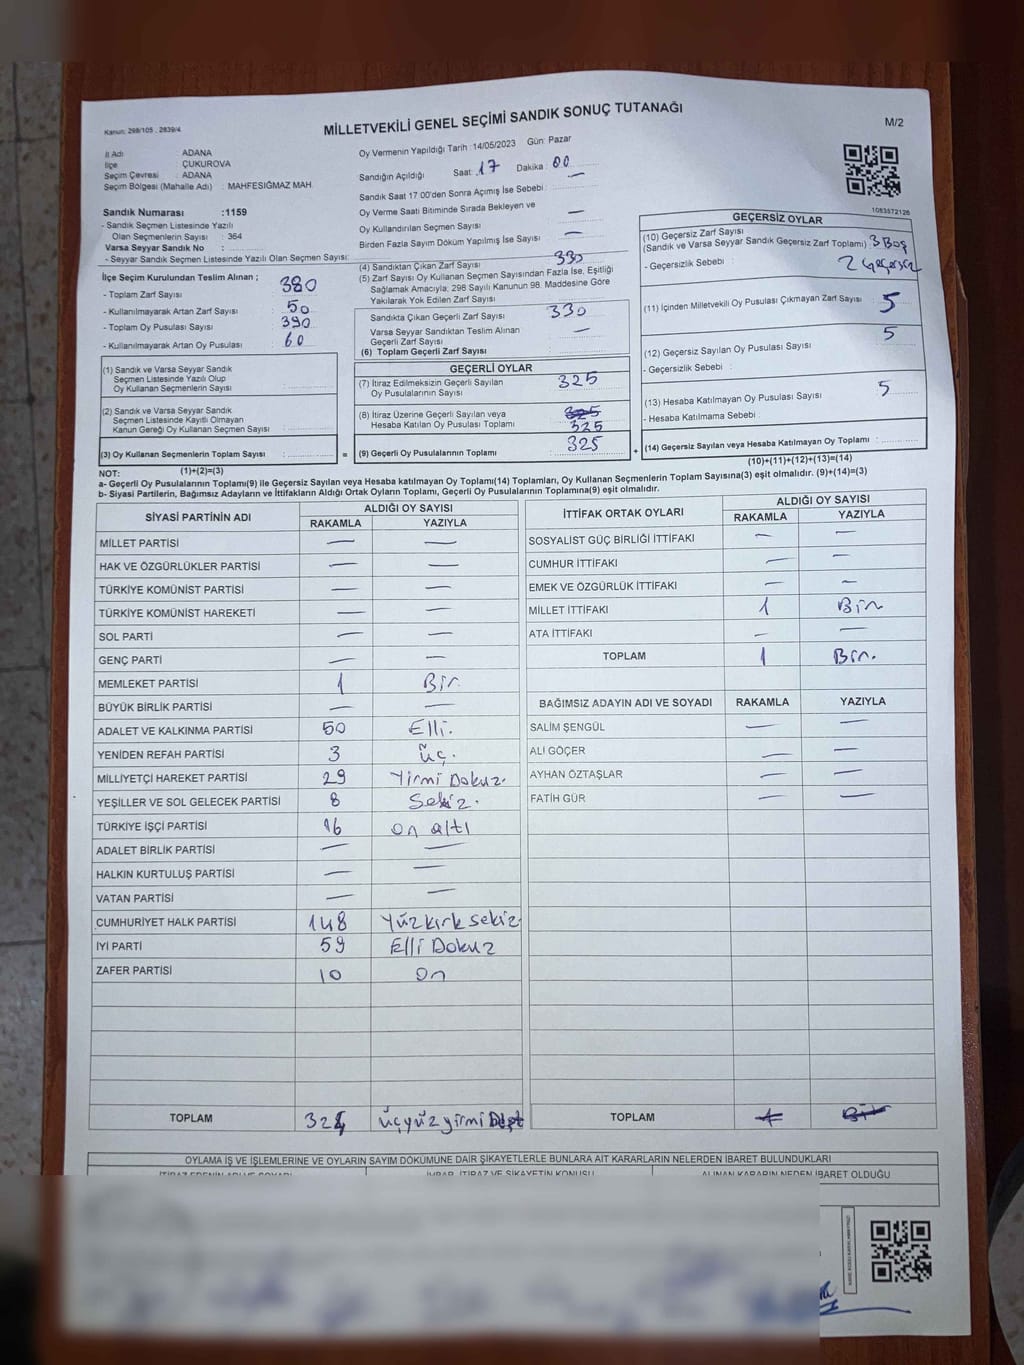 Kanun: 298/105 , 2839/4
MİLLETVEKİLİ GENEL SEÇİMİ SANDIK SONUÇ TUTANAĞI
M/2
İl Adı : ADANA
İlçe : ÇUKUROVA
Seçim Çevresi : ADANA
Seçim Bölgesi (Mahalle Adı) : MAHFESIĞMAZ MAH.
Sandık Numarası :1159
- Sandık Seçmen Listesinde Yazılı
Olan Seçmenlerin Sayısı : 364
Varsa Seyyar Sandık No :
- Seyyar Sandık Seçmen Listesinde Yazılı Olan Seçmen Sayısı:
Oy Vermenin Yapıldığı Tarih :14/05/2023 Gün: Pazar
Sandığın Açıldığı Saat: 17 Dakika: 00
Sandık Saat 17:00'den Sonra Açımış İse Sebebi : —
Oy Verme Saati Bitiminde Sırada Bekleyen ve
Oy Kullandırılan Seçmen Sayısı —
Birden Fazla Sayım Döküm Yapılmış İse Sayısı —
1083572126
İlçe Seçim Kurulundan Teslim Alınan ;
- Toplam Zarf Sayısı : 380
- Kullanılmayarak Artan Zarf Sayısı : 50
- Toplam Oy Pusulası Sayısı : 390
- Kullanılmayarak Artan Oy Pusulası : 60
(1) Sandık ve Varsa Seyyar Sandık
Seçmen Listesinde Yazılı Olup
Oy Kullanan Seçmenlerin Sayısı :
(2) Sandık ve Varsa Seyyar Sandık
Seçmen Listesinde Kayıtlı Olmayan
Kanun Gereği Oy Kullanan Seçmen Sayısı :
(3) Oy Kullanan Seçmenlerin Toplam Sayısı :
(1)+(2)=(3)
(4) Sandıktan Çıkan Zarf Sayısı 330
(5) Zarf Sayısı Oy Kullanan Seçmen Sayısından Fazla İse, Eşitliği
Sağlamak Amacıyla; 298 Sayılı Kanunun 98. Maddesine Göre
Yakılarak Yok Edilen Zarf Sayısı
Sandıkta Çıkan Geçerli Zarf Sayısı : 330
Varsa Seyyar Sandıktan Teslim Alınan
Geçerli Zarf Sayısı : —
(6) Toplam Geçerli Zarf Sayısı
GEÇERLİ OYLAR
(7) İtiraz Edilmeksizin Geçerli Sayılan
Oy Pusulalarının Sayısı : 325
(8) İtiraz Üzerine Geçerli Sayılan veya
Hesaba Katılan Oy Pusulası Toplamı 325
=
(9) Geçerli Oy Pusulalarının Toplamı : 325
+
GEÇERSİZ OYLAR
(10) Geçersiz Zarf Sayısı
(Sandık ve Varsa Seyyar Sandık Geçersiz Zarf Toplamı) 3 Boş
- Geçersizlik Sebebi : 2 Geçersiz
(11) İçinden Milletvekili Oy Pusulası Çıkmayan Zarf Sayısı 5
(12) Geçersiz Sayılan Oy Pusulası Sayısı 5
- Geçersizlik Sebebi :
(13) Hesaba Katılmayan Oy Pusulası Sayısı 5
- Hesaba Katılmama Sebebi :
(14) Geçersiz Sayılan veya Hesaba Katılmayan Oy Toplamı :
(10)+(11)+(12)+(13)=(14)
NOT:
a- Geçerli Oy Pusulalarının Toplamı(9) ile Geçersiz Sayılan veya Hesaba katılmayan Oy Toplamı(14) Toplamları, Oy Kullanan Seçmenlerin Toplam Sayısına(3) eşit olmalıdır. (9)+(14)=(3)
b- Siyasi Partilerin, Bağımsız Adayların ve İttifakların Aldığı Ortak Oyların Toplamı, Geçerli Oy Pusulalarının Toplamına(9) eşit olmalıdır.
SİYASİ PARTİNİN ADI ALDIĞI OY SAYISI
RAKAMLA YAZIYLA
MİLLET PARTİSİ — —
HAK VE ÖZGÜRLÜKLER PARTİSİ — —
TÜRKİYE KOMÜNİST PARTİSİ — —
TÜRKİYE KOMÜNİST HAREKETİ — —
SOL PARTİ — —
GENÇ PARTİ — —
MEMLEKET PARTİSİ 1 Bir.
BÜYÜK BİRLİK PARTİSİ — —
ADALET VE KALKINMA PARTİSİ 50 Elli.
YENİDEN REFAH PARTİSİ 3 üç.
MİLLİYETÇİ HAREKET PARTİSİ 29 Yirmi Dokuz.
YEŞİLLER VE SOL GELECEK PARTİSİ 8 Sekiz.
TÜRKİYE İŞÇİ PARTİSİ 16 on altı
ADALET BİRLİK PARTİSİ — —
HALKIN KURTULUŞ PARTİSİ — —
VATAN PARTİSİ — —
CUMHURİYET HALK PARTİSİ 148 Yüzkırksekiz
İYİ PARTİ 59 Elli Dokuz
ZAFER PARTİSİ 10 On
TOPLAM 324 üçyüzyirmi
İTTİFAK ORTAK OYLARI ALDIĞI OY SAYISI
RAKAMLA YAZIYLA
SOSYALİST GÜÇ BİRLİĞİ İTTİFAKI — —
CUMHUR İTTİFAKI — —
EMEK VE ÖZGÜRLÜK İTTİFAKI — —
MİLLET İTTİFAKI 1 Bir
ATA İTTİFAKI — —
TOPLAM 1 Bir.
BAĞIMSIZ ADAYIN ADI VE SOYADI RAKAMLA YAZIYLA
SALİM ŞENGÜL — —
ALİ GÖÇER — —
AYHAN ÖZTAŞLAR — —
FATİH GÜR — —
TOPLAM 1 Bir
OYLAMA İŞ VE İŞLEMLERİNE VE OYLARIN SAYIM DÖKÜMÜNE DAİR ŞİKAYETLERLE BUNLARA AİT KARARLARIN NELERDEN İBARET BULUNDUKLARI
İTİRAZ EDENİN ADI VE SOYADI İHBAR, İTİRAZ VE ŞİKAYETİN KONUSU ALINAN KARARIN NEDEN İBARET OLDUĞU